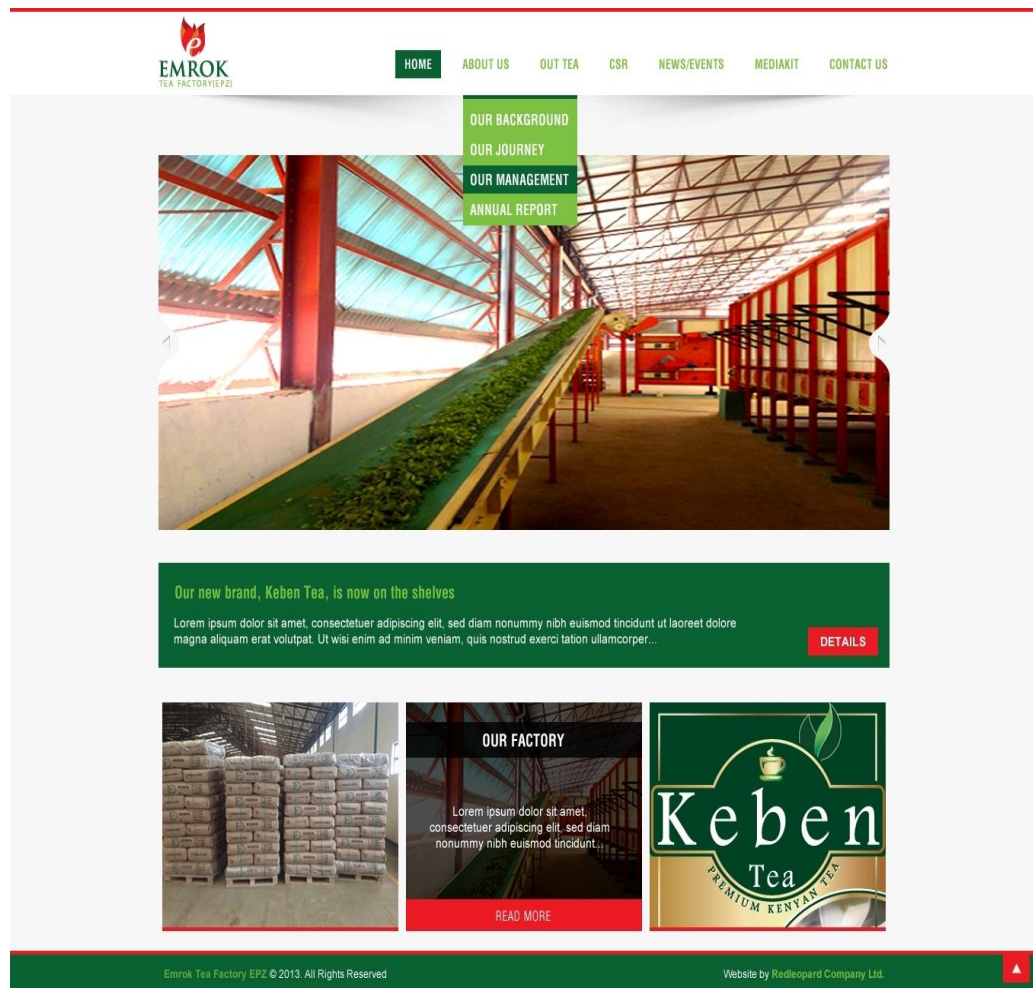 EMROK
TEA FACTORY(EPZ)
HOME ABOUT US OUT TEA CSR NEWS/EVENTS MEDIAKIT CONTACT US
OUR BACKGROUND
OUR JOURNEY
OUR MANAGEMENT
ANNUAL REPORT
Our new brand, Keben Tea, is now on the shelves
Lorem ipsum dolor sit amet, consectetuer adipiscing elit, sed diam nonummy nibh euismod tincidunt ut laoreet dolore
magna aliquam erat volutpat. Ut wisi enim ad minim veniam, quis nostrud exerci tation ullamcorper...
DETAILS
OUR FACTORY
Lorem ipsum dolor sit amet,
consectetuer adipiscing elit, sed diam
nonummy nibh euismod tincidunt...
READ MORE
Keben
Tea
PREMIUM KENYAN TEA
Emrok Tea Factory EPZ © 2013. All Rights Reserved
Website by Redleopard Company Ltd.